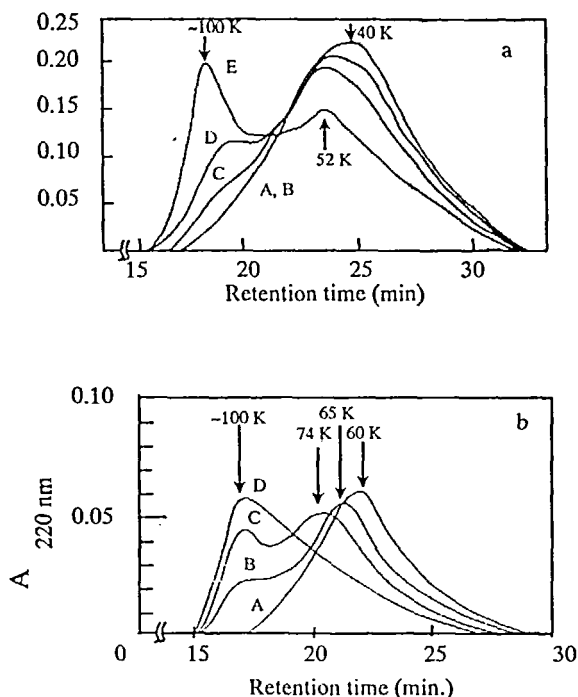 0.25
~100 K
40 K
a
0.20
E
0.15
D
0.10
C
52 K
A, B
0.05
15 20 25 30
Retention time (min)
0.10
65 K
b
~100 K
74 K 60 K
D
C
0.05
B
A
A 220 nm
0 15 20 25 30
Retention time (min.)